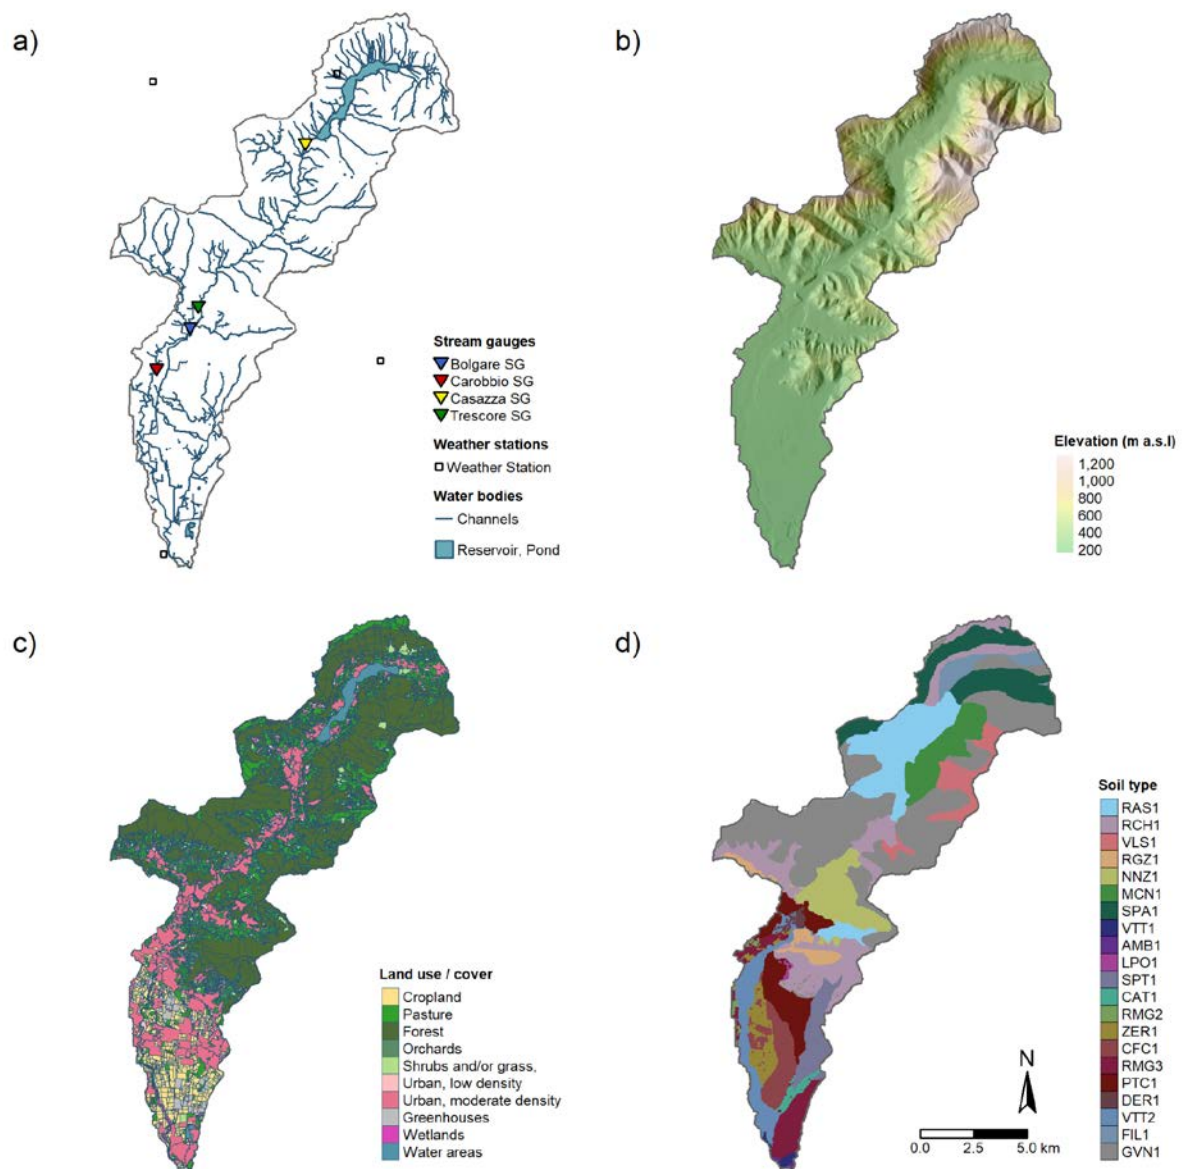 a)
b)
Stream gauges
Bolgare SG
Carobbio SG
Casazza SG
Trescore SG
Weather stations
Weather Station
Water bodies
Channels
Reservoir, Pond
Elevation (m a.s.l)
1,200
1,000
800
600
400
200
c)
d)
Land use / cover
Cropland
Pasture
Forest
Orchards
Shrubs and/or grass,
Urban, low density
Urban, moderate density
Greenhouses
Wetlands
Water areas
Soil type
RAS1
RCH1
VLS1
RGZ1
NNZ1
MCN1
SPA1
VTT1
AMB1
LPO1
SPT1
CAT1
RMG2
ZER1
CFC1
RMG3
PTC1
DER1
VTT2
FIL1
GVN1
N
0.0 2.5 5.0 km